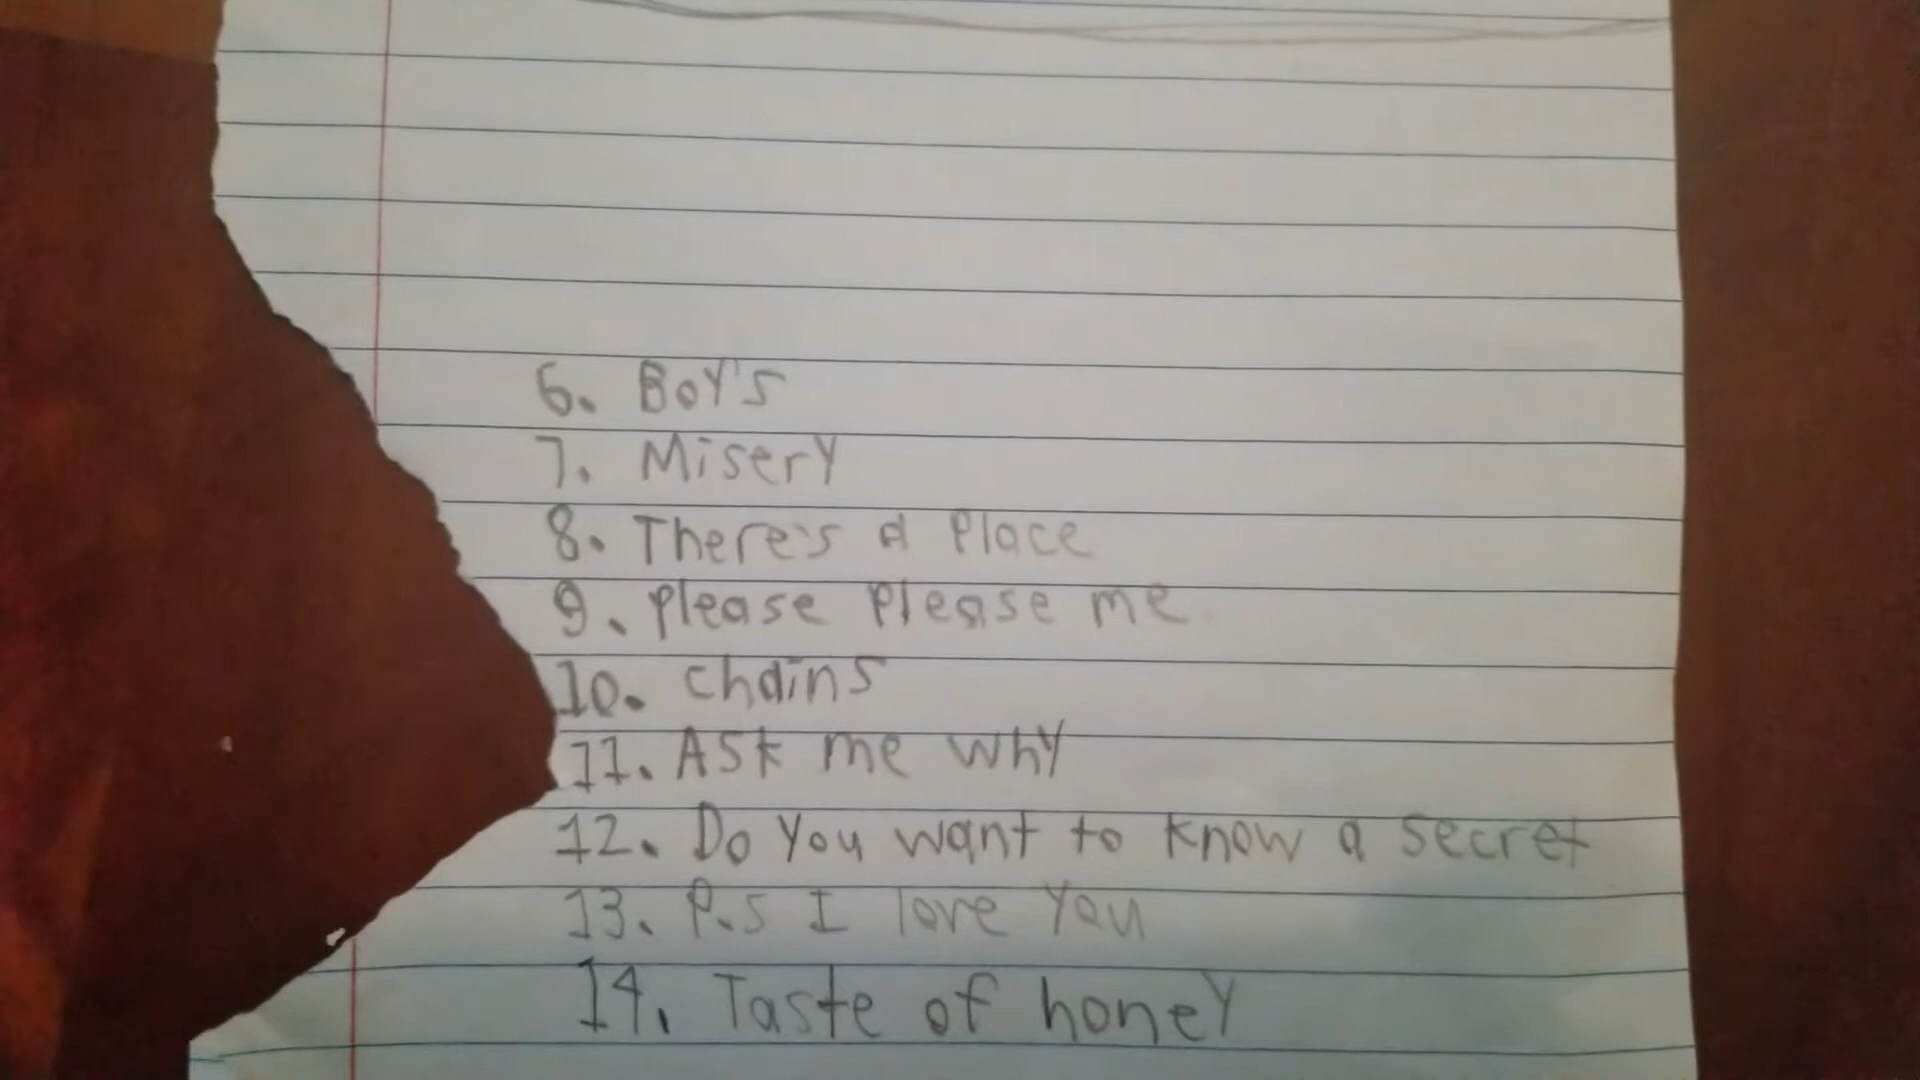 6. Boy's
7. Misery
8. There's A Place
9. please Please me
10. chains
11. Ask me why
12. Do you want to know a secret
13. P.s I love you
14. Taste of honey